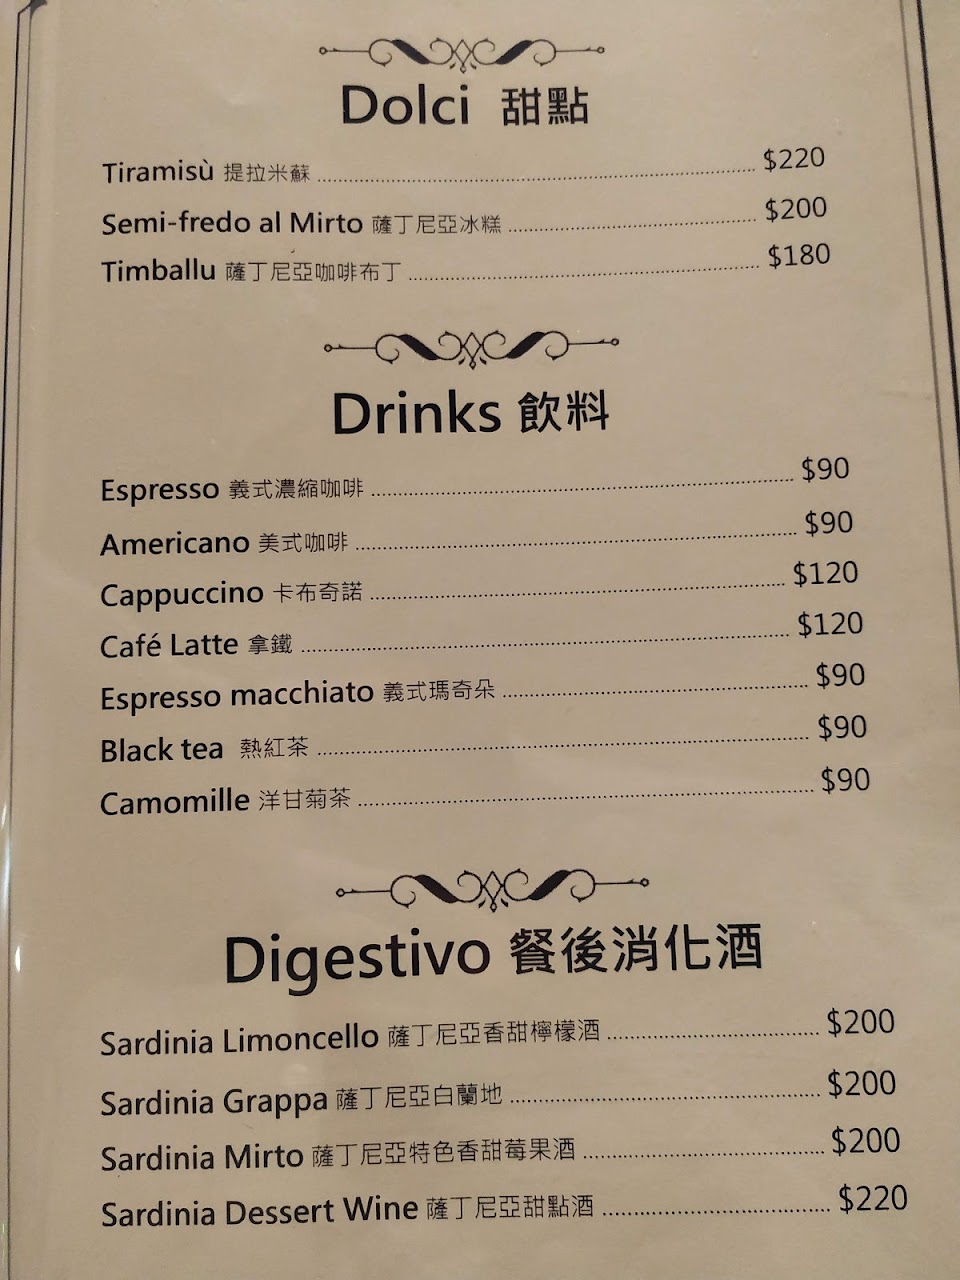 Dolci 甜點
Tiramisù 提拉米蘇 $220
Semi-fredo al Mirto 薩丁尼亞冰糕 $200
Timballu 薩丁尼亞咖啡布丁 $180
Drinks 飲料
Espresso 義式濃縮咖啡 $90
Americano 美式咖啡 $90
Cappuccino 卡布奇諾 $120
Café Latte 拿鐵 $120
Espresso macchiato 義式瑪奇朵 $90
Black tea 熱紅茶 $90
Camomille 洋甘菊茶 $90
Digestivo 餐後消化酒
Sardinia Limoncello 薩丁尼亞香甜檸檬酒 $200
Sardinia Grappa 薩丁尼亞白蘭地 $200
Sardinia Mirto 薩丁尼亞特色香甜莓果酒 $200
Sardinia Dessert Wine 薩丁尼亞甜點酒 $220